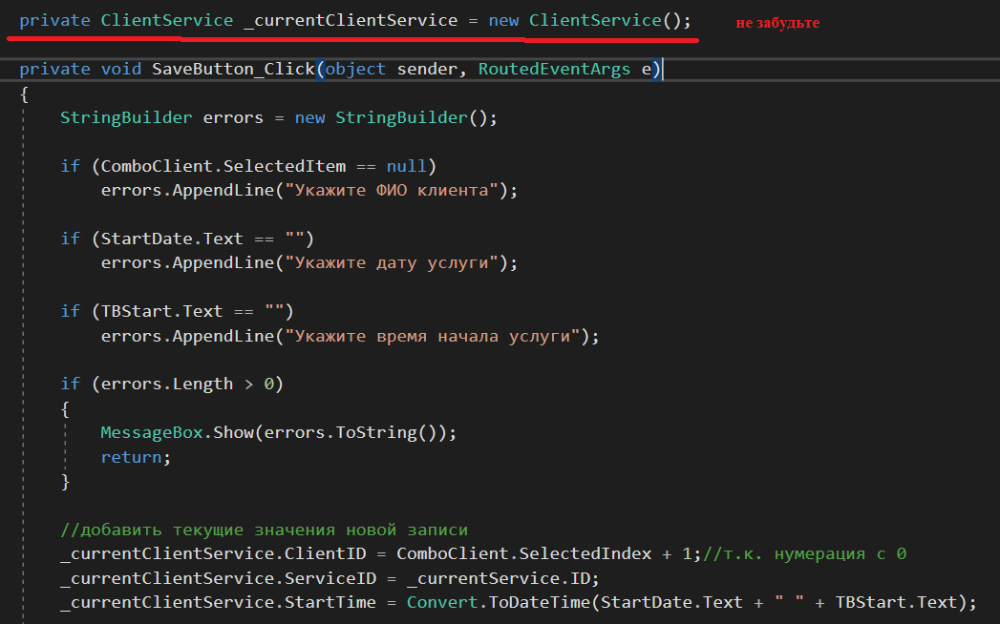 private ClientService _currentClientService = new ClientService(); не забудьте
private void SaveButton_Click(object sender, RoutedEventArgs e)
{
StringBuilder errors = new StringBuilder();
if (ComboClient.SelectedItem == null)
errors.AppendLine("Укажите ФИО клиента");
if (StartDate.Text == "")
errors.AppendLine("Укажите дату услуги");
if (TBStart.Text == "")
errors.AppendLine("Укажите время начала услуги");
if (errors.Length > 0)
{
MessageBox.Show(errors.ToString());
return;
}
//добавить текущие значения новой записи
_currentClientService.ClientID = ComboClient.SelectedIndex + 1;//т.к. нумерация с 0
_currentClientService.ServiceID = _currentService.ID;
_currentClientService.StartTime = Convert.ToDateTime(StartDate.Text + " " + TBStart.Text);